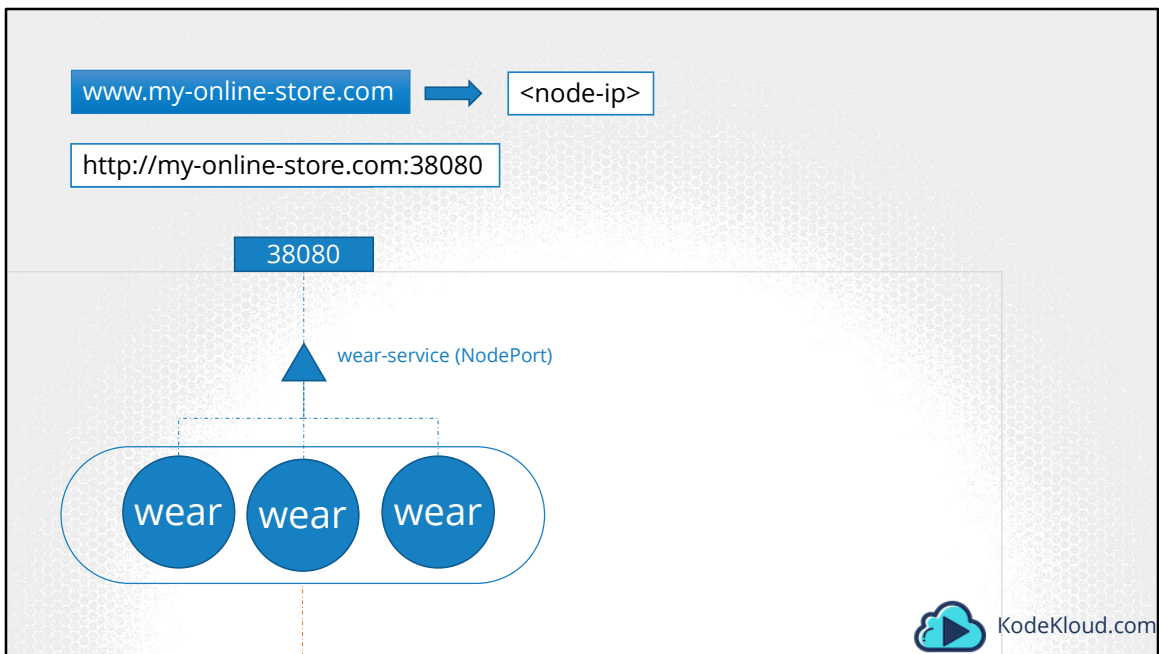 www.my-online-store.com
<node-ip>
http://my-online-store.com:38080
38080
wear-service (NodePort)
wear
wear
wear
KodeKloud.com